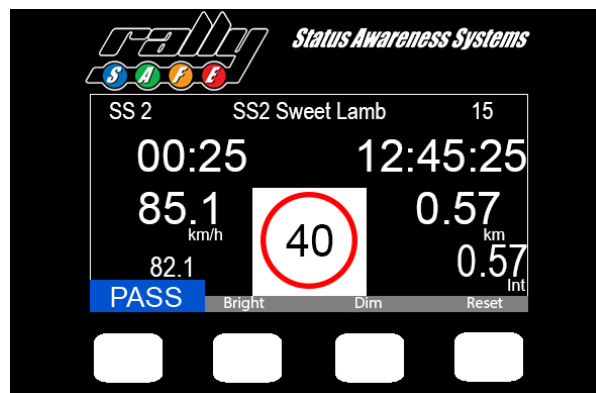 rally
SAFE
Status Awareness Systems
SS 2 SS2 Sweet Lamb 15
00:25 12:45:25
85.1 km/h
0.57 km
40
82.1
0.57 Int
PASS Bright Dim Reset